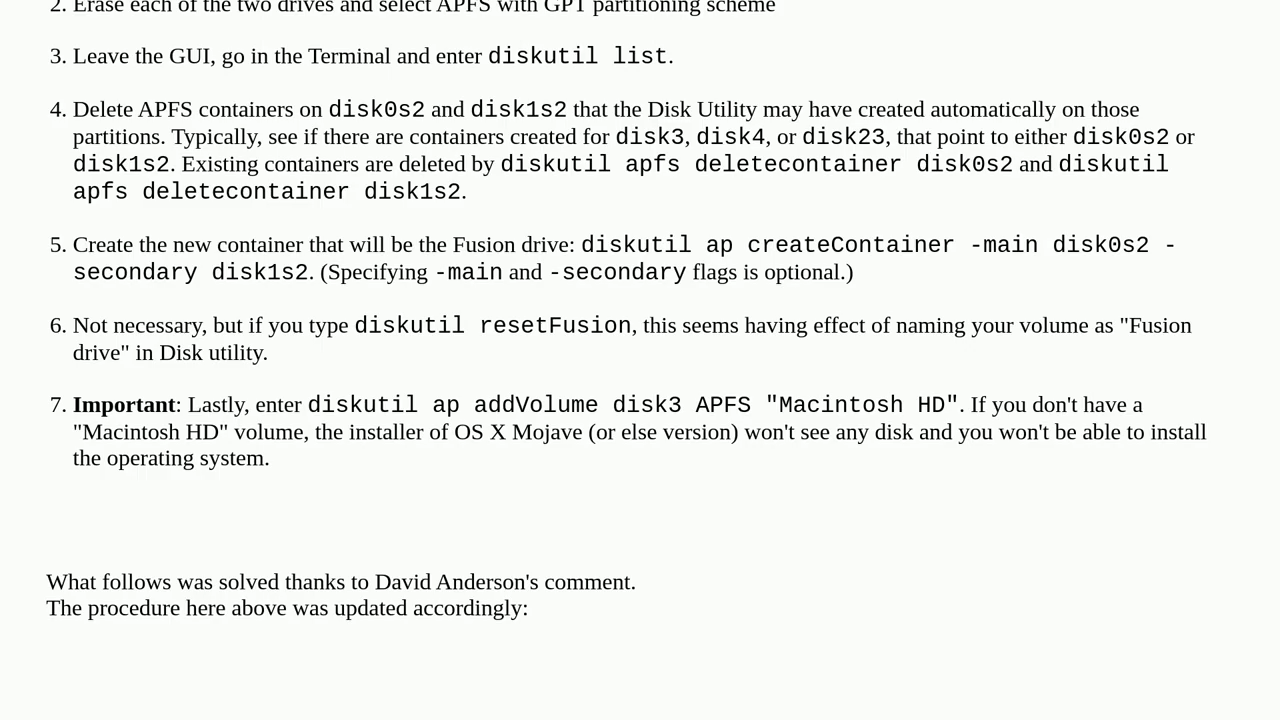 2. Erase each of the two drives and select APFS with GPT partitioning scheme
3. Leave the GUI, go in the Terminal and enter diskutil list.
4. Delete APFS containers on disk0s2 and disk1s2 that the Disk Utility may have created automatically on those
partitions. Typically, see if there are containers created for disk3, disk4, or disk23, that point to either disk0s2 or
disk1s2. Existing containers are deleted by diskutil apfs deletecontainer disk0s2 and diskutil
apfs deletecontainer disk1s2.
5. Create the new container that will be the Fusion drive: diskutil ap createContainer -main disk0s2 -
secondary disk1s2. (Specifying -main and -secondary flags is optional.)
6. Not necessary, but if you type diskutil resetFusion, this seems having effect of naming your volume as "Fusion
drive" in Disk utility.
7. Important: Lastly, enter diskutil ap addVolume disk3 APFS "Macintosh HD". If you don't have a
"Macintosh HD" volume, the installer of OS X Mojave (or else version) won't see any disk and you won't be able to install
the operating system.
What follows was solved thanks to David Anderson's comment.
The procedure here above was updated accordingly: